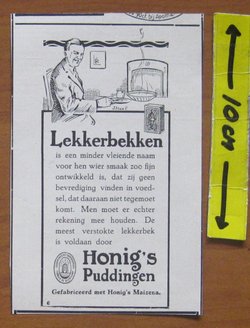 Lekkerbekken
is een minder vleiende naam
voor hen wier smaak zoo fijn
ontwikkeld is, dat zij geen
bevrediging vinden in voed-
sel, dat daaraan niet tegemoet
komt. Men moet er echter
rekening mee houden. De
meest verstokte lekkerbek
is voldaan door
Honig's
Puddingen
Gefabriceerd met Honig's Maizena.
6
10 cm